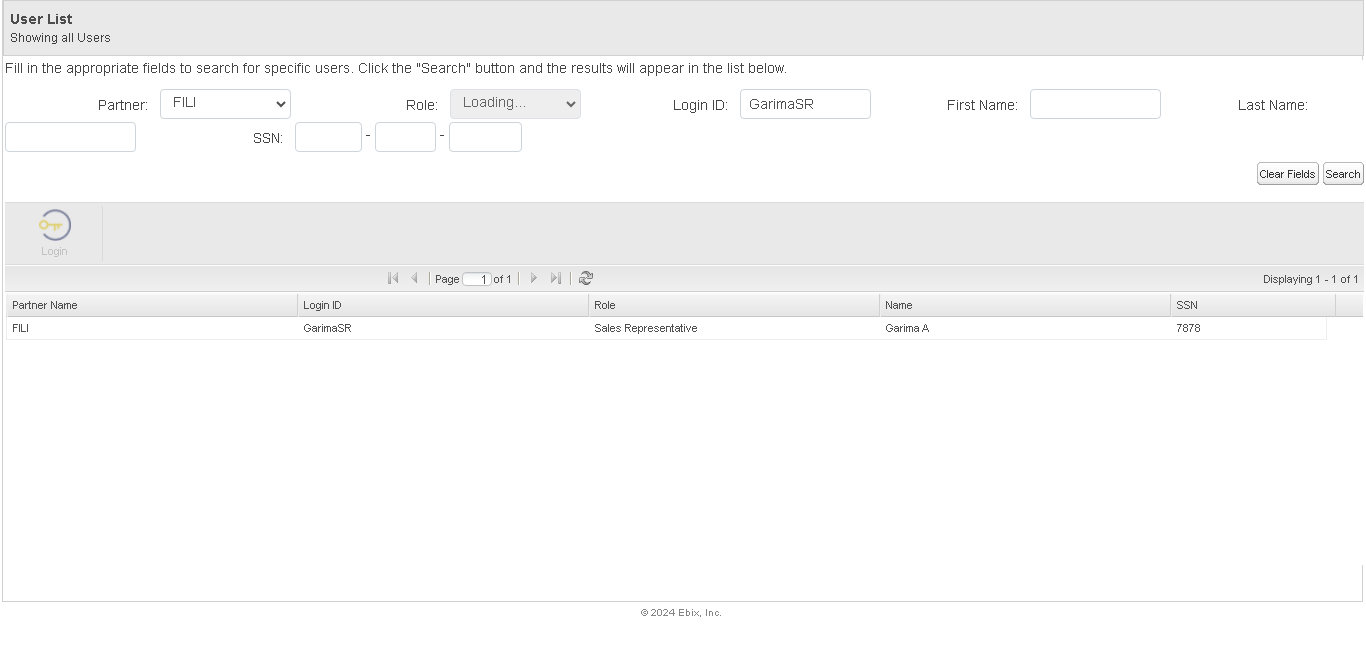 User List
Showing all Users
Fill in the appropriate fields to search for specific users. Click the "Search" button and the results will appear in the list below.
Partner: FILI Role: Loading... Login ID: GarimaSR First Name: Last Name:
SSN: - -
Clear Fields Search
Login
Page 1 of 1 Displaying 1 - 1 of 1
Partner Name Login ID Role Name SSN
FILI GarimaSR Sales Representative Garima A 7878
© 2024 Ebix, Inc.